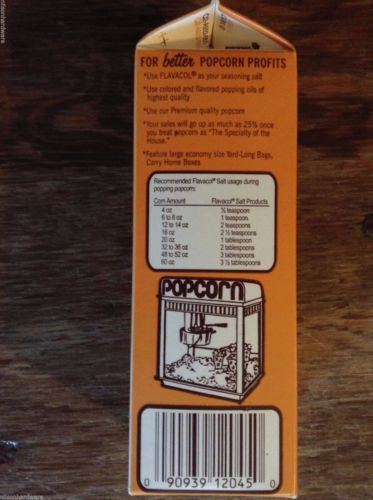 FOR better POPCORN PROFITS
*Use FLAVACOL® as your seasoning salt
*Use colored and flavored popping oils of
highest quality
*Use our Premium quality popcorn
*Your sales will go up as much as 25% once
you treat popcorn as "The Specialty of the
House."
*Feature large economy size Yard-Long Bags,
Carry Home Boxes
Recommended Flavacol® Salt usages during
popping popcorn:
Corn Amount Flavacol® Salt Products
4 oz ½ teaspoon
6 to 8 oz 1 teaspoon
12 to 14 oz 2 teaspoons
16 oz 2 ½ teaspoons
20 oz 1 tablespoon
32 to 36 oz 2 tablespoons
48 to 52 oz 3 tablespoons
60 oz 3 ½ tablespoons
POPCORN
0 90939 12045 0